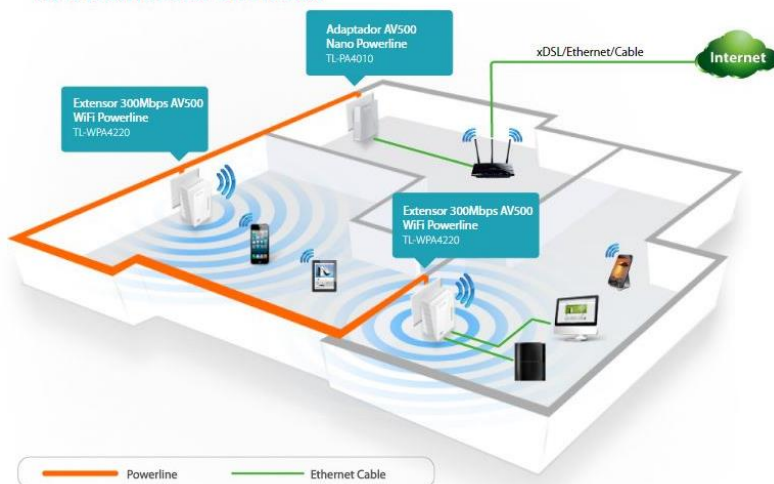 Adaptador AV500
Nano Powerline
TL-PA4010
xDSL/Ethernet/Cable
Internet
Extensor 300Mbps AV500
WiFi Powerline
TL-WPA4220
Extensor 300Mbps AV500
WiFi Powerline
TL-WPA4220
Powerline
Ethernet Cable